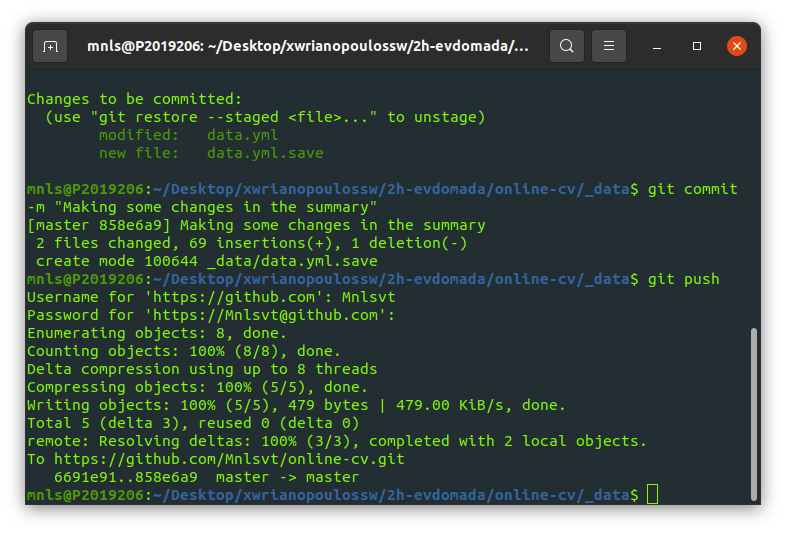 mnls@P2019206: ~/Desktop/xwrianopoulossw/2h-evdomada/…
Changes to be committed:
  (use "git restore --staged <file>..." to unstage)
        modified:   data.yml
        new file:   data.yml.save
mnls@P2019206:~/Desktop/xwrianopoulossw/2h-evdomada/online-cv/_data$ git commit
-m "Making some changes in the summary"
[master 858e6a9] Making some changes in the summary
 2 files changed, 69 insertions(+), 1 deletion(-)
 create mode 100644 _data/data.yml.save
mnls@P2019206:~/Desktop/xwrianopoulossw/2h-evdomada/online-cv/_data$ git push
Username for 'https://github.com': Mnlsvt
Password for 'https://Mnlsvt@github.com':
Enumerating objects: 8, done.
Counting objects: 100% (8/8), done.
Delta compression using up to 8 threads
Compressing objects: 100% (5/5), done.
Writing objects: 100% (5/5), 479 bytes | 479.00 KiB/s, done.
Total 5 (delta 3), reused 0 (delta 0)
remote: Resolving deltas: 100% (3/3), completed with 2 local objects.
To https://github.com/Mnlsvt/online-cv.git
   6691e91..858e6a9  master -> master
mnls@P2019206:~/Desktop/xwrianopoulossw/2h-evdomada/online-cv/_data$